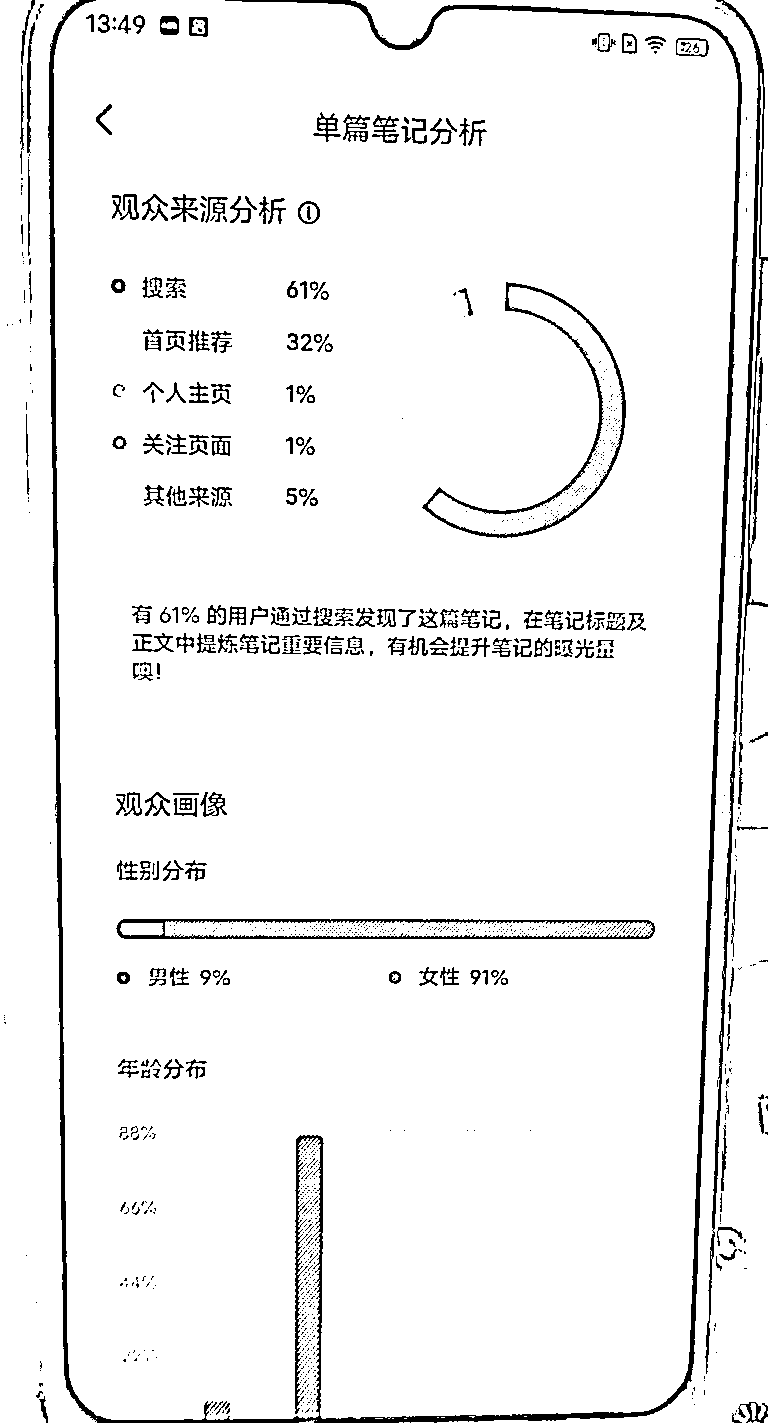 13:49
26
单篇笔记分析
观众来源分析
搜索 61%
首页推荐 32%
个人主页 1%
关注页面 1%
其他来源 5%
有 61% 的用户通过搜索发现了这篇笔记，在笔记标题及
正文中提炼笔记重要信息，有机会提升笔记的曝光量
噢!
观众画像
性别分布
男性 9% 女性 91%
年龄分布
88%
66%
44%